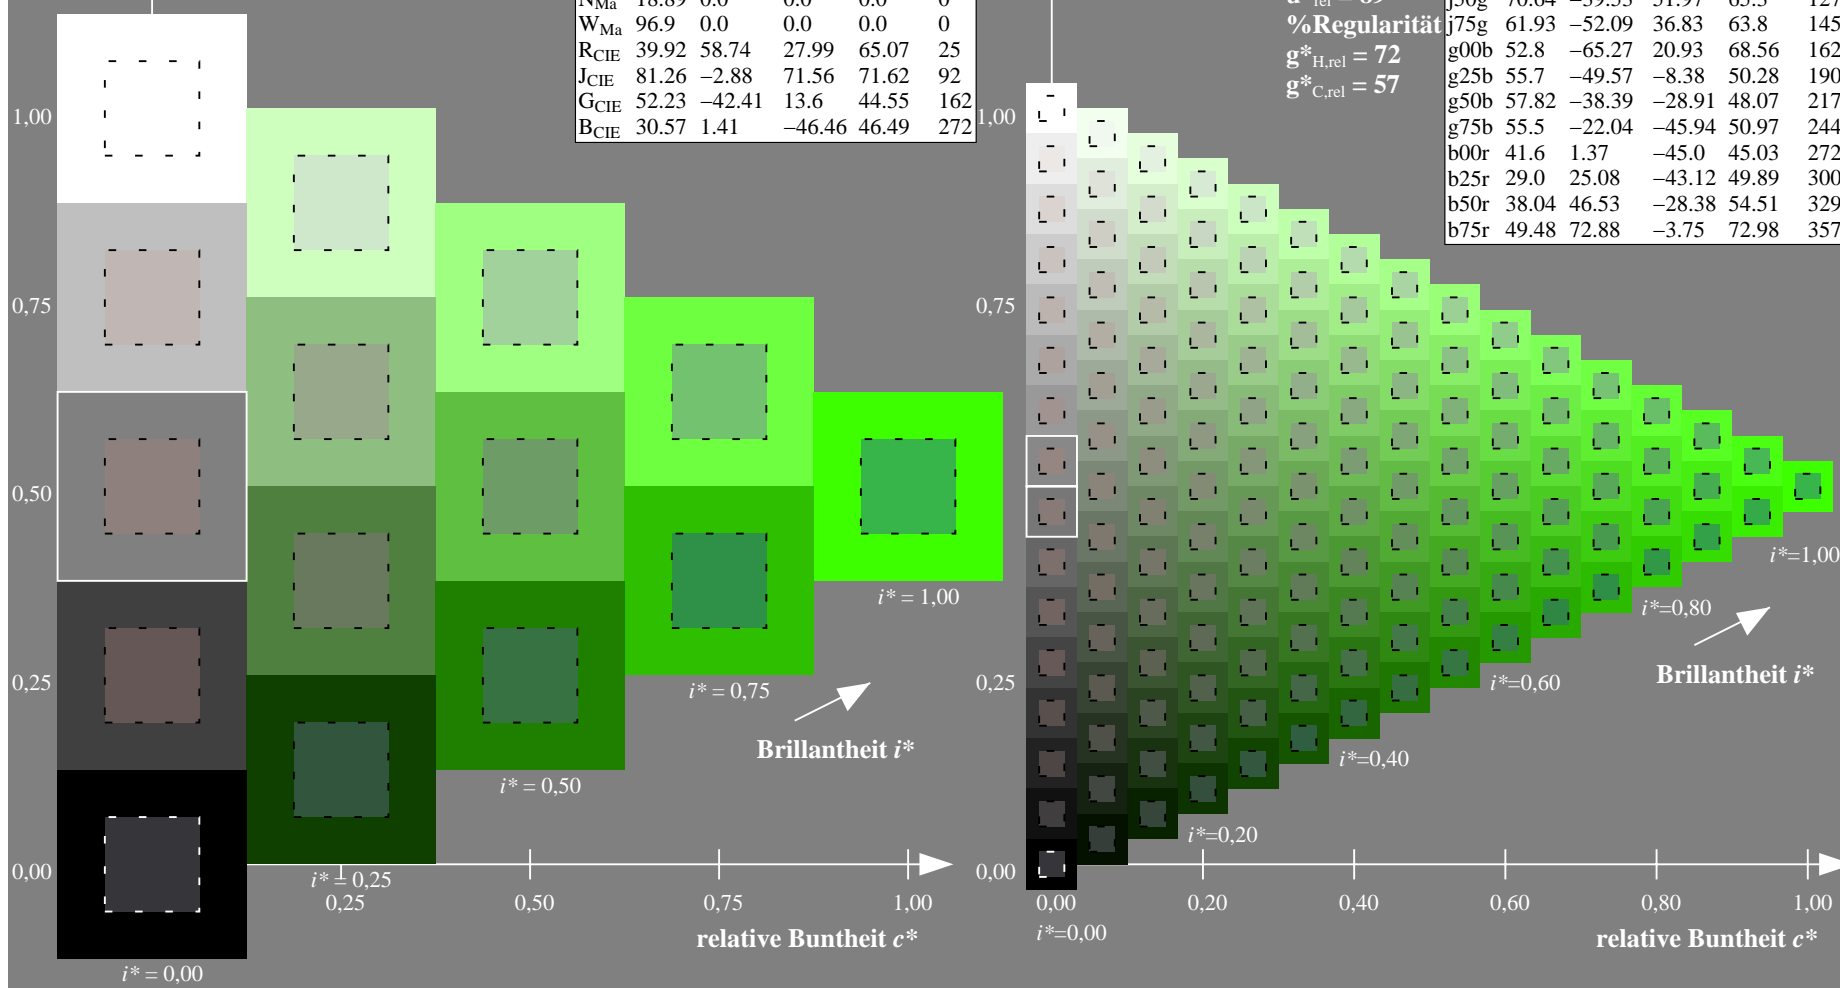 N_Ma 18.89 0.0 0.0 0.0 0
W_Ma 96.9 0.0 0.0 0.0 0
R_CIE 39.92 58.74 27.99 65.07 25
J_CIE 81.26 −2.88 71.56 71.62 92
G_CIE 52.23 −42.41 13.6 44.55 162
B_CIE 30.57 1.41 −46.46 46.49 272
1,00
0,75
0,50
0,25
0,00
i* = 1,00
i* = 0,75
Brillantheit i*
i* = 0,50
i* = 0,25
0,25 0,50 0,75 1,00
relative Buntheit c*
i* = 0,00
%Regularität
g*H,rel = 72
g*C,rel = 57
j75g 61.93 −52.09 36.83 63.8 145
g00b 52.8 −65.27 20.93 68.56 162
g25b 55.7 −49.57 −8.38 50.28 190
g50b 57.82 −38.39 −28.91 48.07 217
g75b 55.5 −22.04 −45.94 50.97 244
b00r 41.6 1.37 −45.0 45.03 272
b25r 29.0 25.08 −43.12 49.89 300
b50r 38.04 46.53 −28.38 54.51 329
b75r 49.48 72.88 −3.75 72.98 357
1,00
0,75
0,50
0,25
0,00
i*=1,00
i*=0,80
Brillantheit i*
i*=0,60
i*=0,40
i*=0,20
0,00 0,20 0,40 0,60 0,80 1,00
i*=0,00
relative Buntheit c*